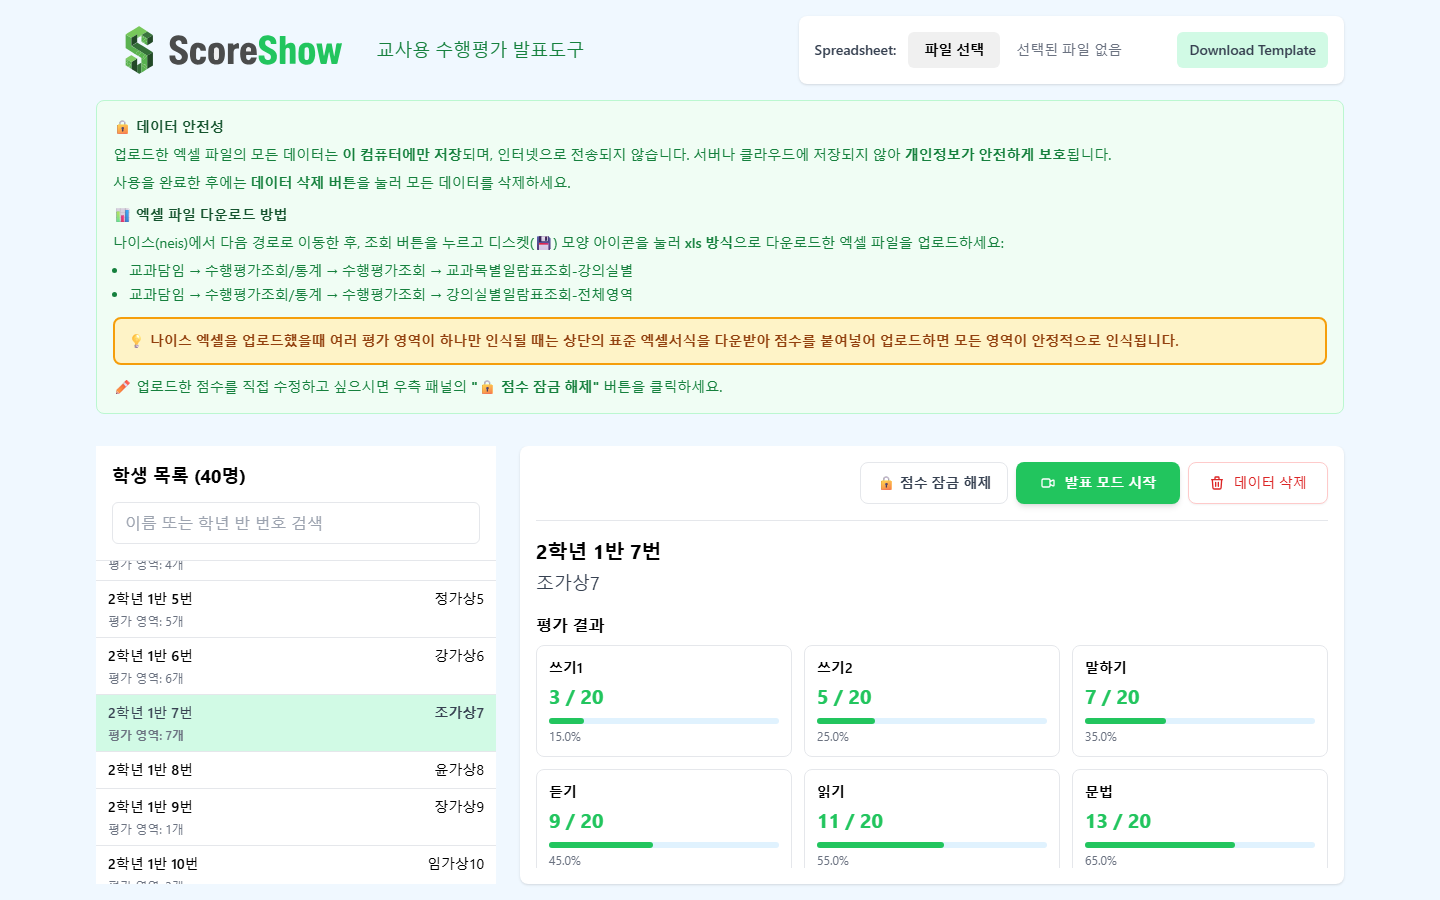 ScoreShow
교사용 수행평가 발표도구
Spreadsheet: 파일 선택 선택된 파일 없음 Download Template
🔒 데이터 안전성
업로드한 엑셀 파일의 모든 데이터는 이 컴퓨터에만 저장되며, 인터넷으로 전송되지 않습니다. 서버나 클라우드에 저장되지 않아 개인정보가 안전하게 보호됩니다.
사용을 완료한 후에는 데이터 삭제 버튼을 눌러 모든 데이터를 삭제하세요.
📊 엑셀 파일 다운로드 방법
나이스(neis)에서 다음 경로로 이동한 후, 조회 버튼을 누르고 디스켓(💾) 모양 아이콘을 눌러 xls 방식으로 다운로드한 엑셀 파일을 업로드하세요:
• 교과담임 → 수행평가조회/통계 → 수행평가조회 → 교과목별일람표조회-강의실별
• 교과담임 → 수행평가조회/통계 → 수행평가조회 → 강의실별일람표조회-전체영역
💡 나이스 엑셀을 업로드했을때 여러 평가 영역이 하나만 인식될 때는 상단의 표준 엑셀서식을 다운받아 점수를 붙여넣어 업로드하면 모든 영역이 안정적으로 인식됩니다.
✏️ 업로드한 점수를 직접 수정하고 싶으시면 우측 패널의 "🔒 점수 잠금 해제" 버튼을 클릭하세요.
학생 목록 (40명)
이름 또는 학년 반 번호 검색
평가 영역: 4개
2학년 1반 5번 정가상5
평가 영역: 5개
2학년 1반 6번 강가상6
평가 영역: 6개
2학년 1반 7번 조가상7
평가 영역: 7개
2학년 1반 8번 윤가상8
2학년 1반 9번 장가상9
평가 영역: 1개
2학년 1반 10번 임가상10
🔒 점수 잠금 해제 발표 모드 시작 데이터 삭제
2학년 1반 7번
조가상7
평가 결과
쓰기1
3 / 20
15.0%
쓰기2
5 / 20
25.0%
말하기
7 / 20
35.0%
듣기
9 / 20
45.0%
읽기
11 / 20
55.0%
문법
13 / 20
65.0%